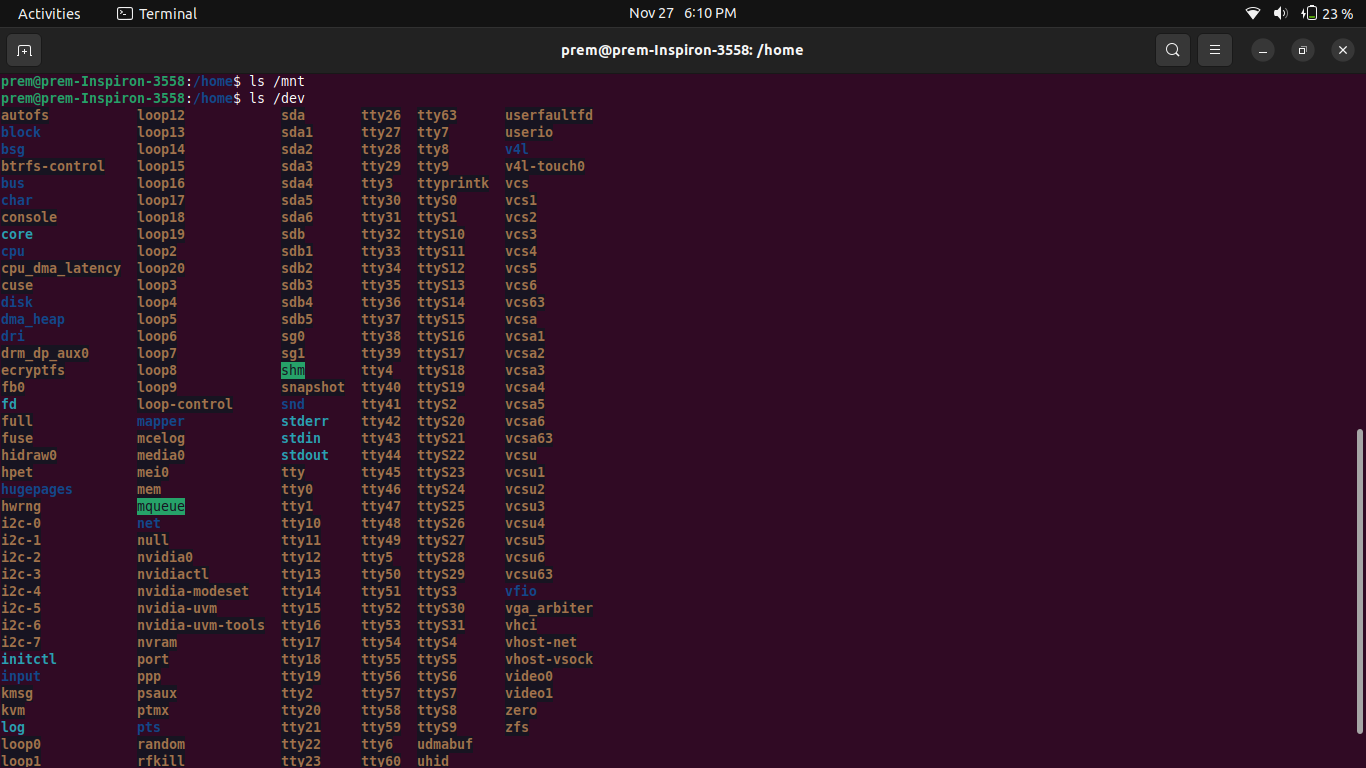 Activities Terminal Nov 27 6:10 PM 23 %
prem@prem-Inspiron-3558: /home
prem@prem-Inspiron-3558:/home$ ls /mnt
prem@prem-Inspiron-3558:/home$ ls /dev
autofs loop12 sda tty26 tty63 userfaultfd
block loop13 sda1 tty27 tty7 userio
bsg loop14 sda2 tty28 tty8 v4l
btrfs-control loop15 sda3 tty29 tty9 v4l-touch0
bus loop16 sda4 tty3 ttyprintk vcs
char loop17 sda5 tty30 ttyS0 vcs1
console loop18 sda6 tty31 ttyS1 vcs2
core loop19 sdb tty32 ttyS10 vcs3
cpu loop2 sdb1 tty33 ttyS11 vcs4
cpu_dma_latency loop20 sdb2 tty34 ttyS12 vcs5
cuse loop3 sdb3 tty35 ttyS13 vcs6
disk loop4 sdb4 tty36 ttyS14 vcs63
dma_heap loop5 sdb5 tty37 ttyS15 vcsa
dri loop6 sg0 tty38 ttyS16 vcsa1
drm_dp_aux0 loop7 sg1 tty39 ttyS17 vcsa2
ecryptfs loop8 shm tty4 ttyS18 vcsa3
fb0 loop9 snapshot tty40 ttyS19 vcsa4
fd loop-control snd tty41 ttyS2 vcsa5
full mapper stderr tty42 ttyS20 vcsa6
fuse mcelog stdin tty43 ttyS21 vcsa63
hidraw0 media0 stdout tty44 ttyS22 vcsu
hpet mei0 tty tty45 ttyS23 vcsu1
hugepages mem tty0 tty46 ttyS24 vcsu2
hwrng mqueue tty1 tty47 ttyS25 vcsu3
i2c-0 net tty10 tty48 ttyS26 vcsu4
i2c-1 null tty11 tty49 ttyS27 vcsu5
i2c-2 nvidia0 tty12 tty5 ttyS28 vcsu6
i2c-3 nvidiactl tty13 tty50 ttyS29 vcsu63
i2c-4 nvidia-modeset tty14 tty51 ttyS3 vfio
i2c-5 nvidia-uvm tty15 tty52 ttyS30 vga_arbiter
i2c-6 nvidia-uvm-tools tty16 tty53 ttyS31 vhci
i2c-7 nvram tty17 tty54 ttyS4 vhost-net
initctl port tty18 tty55 ttyS5 vhost-vsock
input ppp tty19 tty56 ttyS6 video0
kmsg psaux tty2 tty57 ttyS7 video1
kvm ptmx tty20 tty58 ttyS8 zero
log pts tty21 tty59 ttyS9 zfs
loop0 random tty22 tty6 udmabuf
loop1 rfkill tty23 tty60 uhid